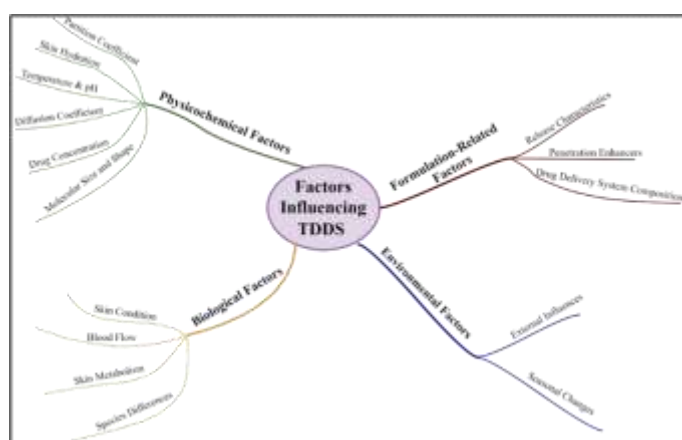 Partition Coefficient
Skin Hydration
Temperature & pH
Diffusion Coefficient
Drug Concentration
Molecular Size and Shape
Physicochemical Factors
Factors
Influencing
TDDS
Formulation-Related
Factors
Release Characteristics
Penetration Enhancers
Drug Delivery System Composition
Biological Factors
Skin Condition
Blood Flow
Skin Metabolism
Species Differences
Environmental Factors
External Influences
Seasonal Changes